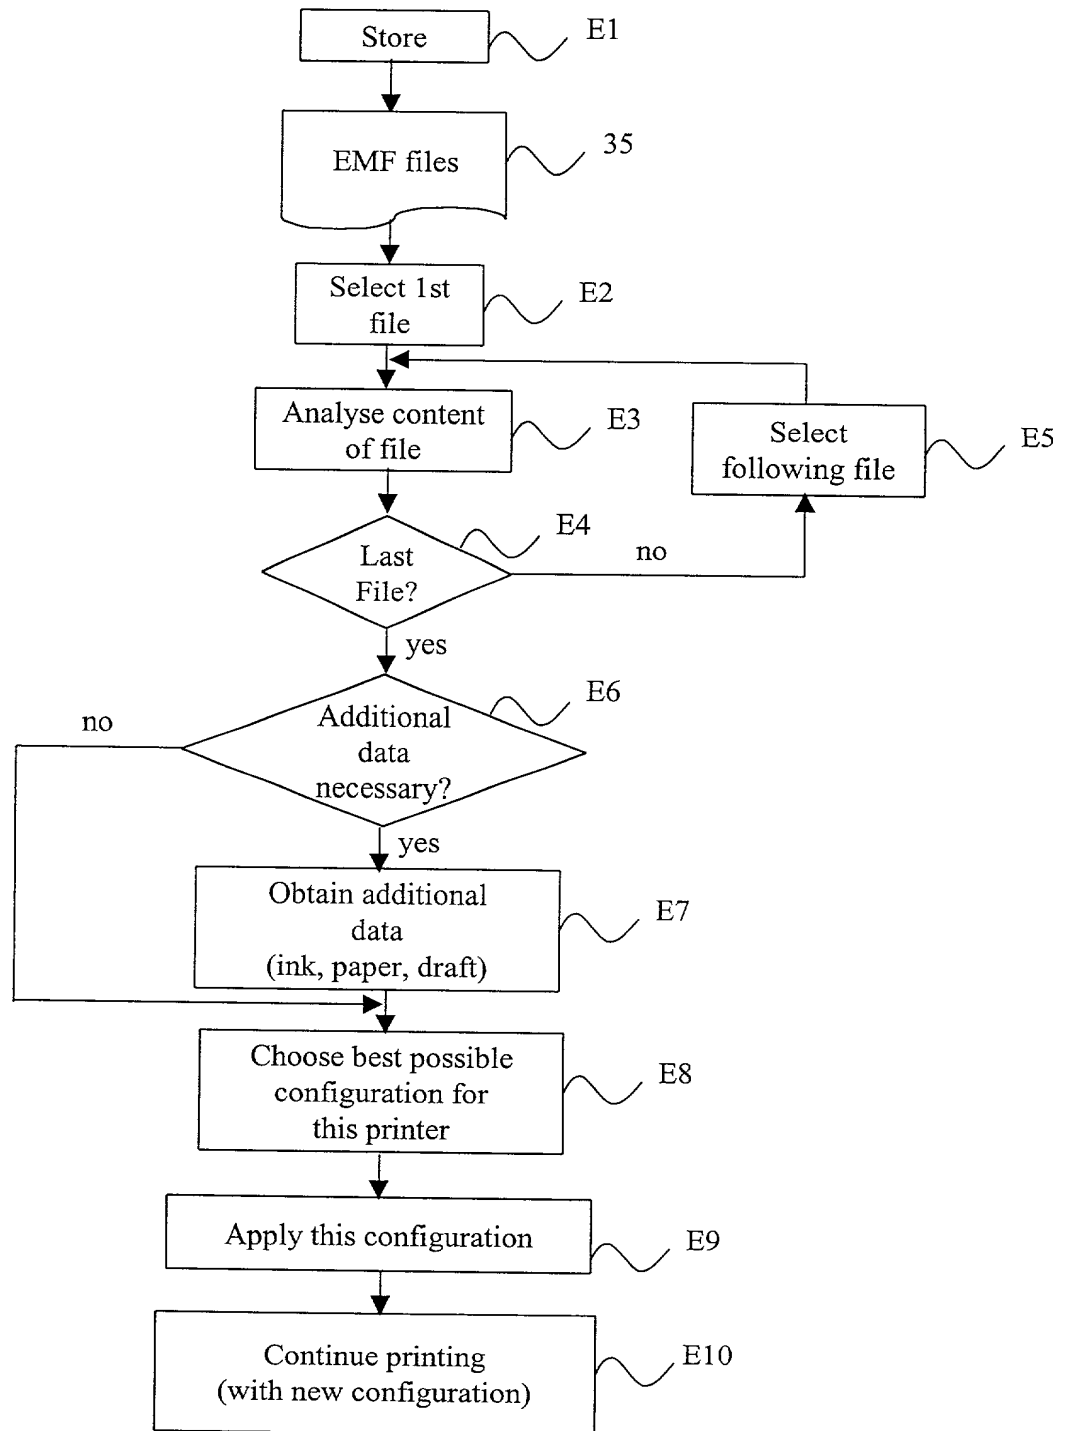 Store
E1
EMF files
35
Select 1st
file
E2
Analyse content
of file
E3
Select
following file
E5
Last
File?
E4
no
yes
Additional
data
necessary?
E6
no
yes
Obtain additional
data
(ink, paper, draft)
E7
Choose best possible
configuration for
this printer
E8
Apply this configuration
E9
Continue printing
(with new configuration)
E10